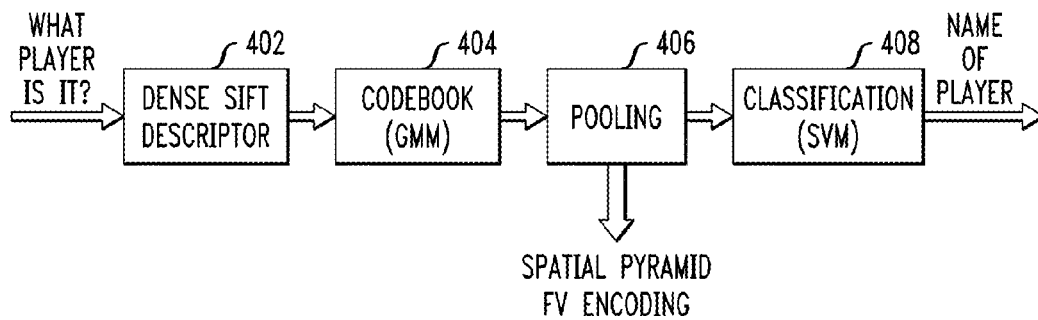 WHAT
PLAYER
IS IT?
402
DENSE SIFT
DESCRIPTOR
404
CODEBOOK
(GMM)
406
POOLING
408
CLASSIFICATION
(SVM)
NAME
OF
PLAYER
SPATIAL PYRAMID
FV ENCODING